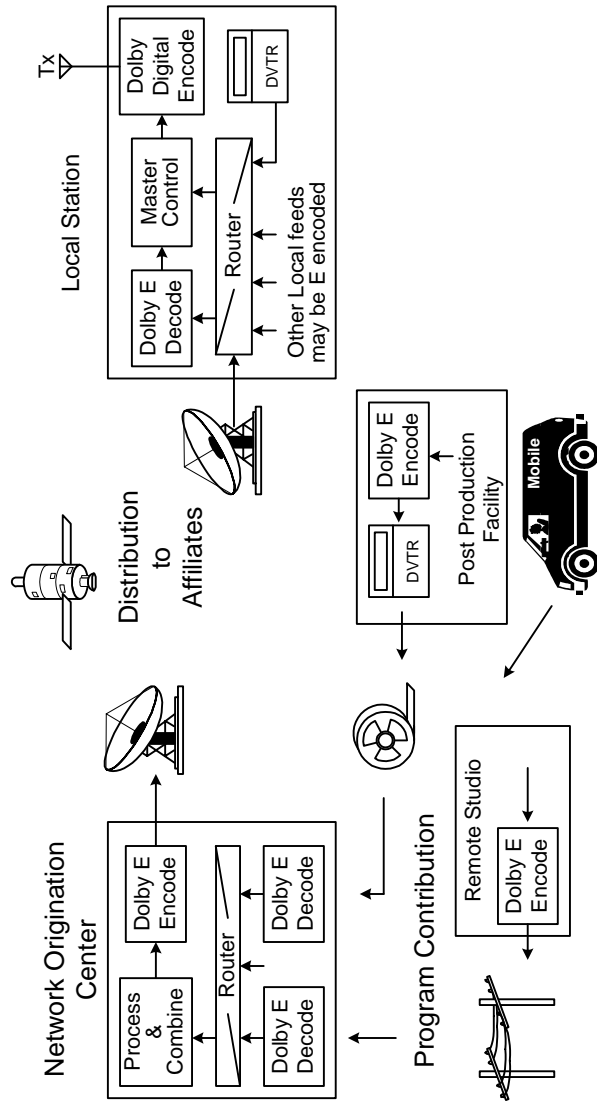 Network Origination
Center
Process
&
Combine
Dolby E
Encode
Router
Dolby E
Decode
Dolby E
Decode
Distribution
to
Affiliates
Local Station
Tx
Dolby E
Decode
Master
Control
Dolby
Digital
Encode
Router
DVTR
Other Local feeds
may be E encoded
Program Contribution
Remote Studio
Dolby E
Encode
DVTR
Dolby E
Encode
Post Production
Facility
Mobile